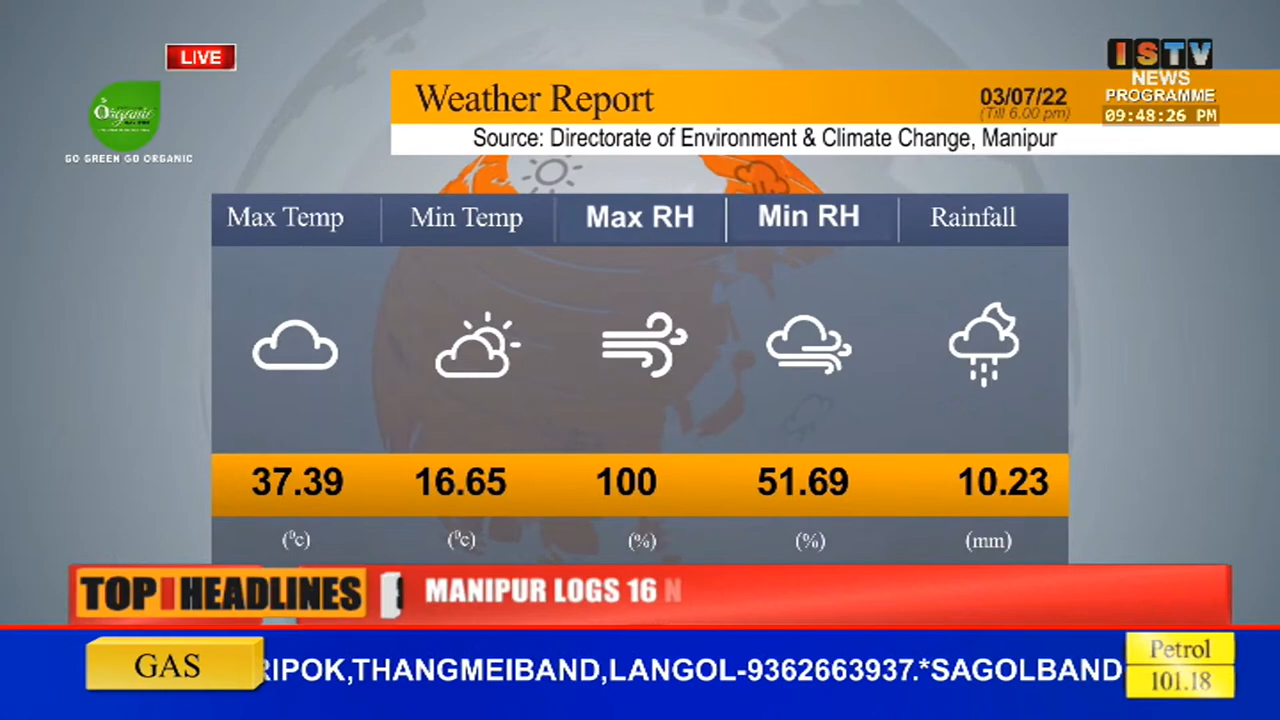 LIVE
ISTV
NEWS
PROGRAMME
09:48:26 PM
Organic
GO GREEN GO ORGANIC
Weather Report
03/07/22
(Till 6.00 pm)
Source: Directorate of Environment & Climate Change, Manipur
Max Temp Min Temp Max RH Min RH Rainfall
37.39 16.65 100 51.69 10.23
(⁰c) (⁰c) (%) (%) (mm)
TOP HEADLINES
MANIPUR LOGS 16 N
GAS
RIPOK,THANGMEIBAND,LANGOL-9362663937.*SAGOLBAND
Petrol
101.18